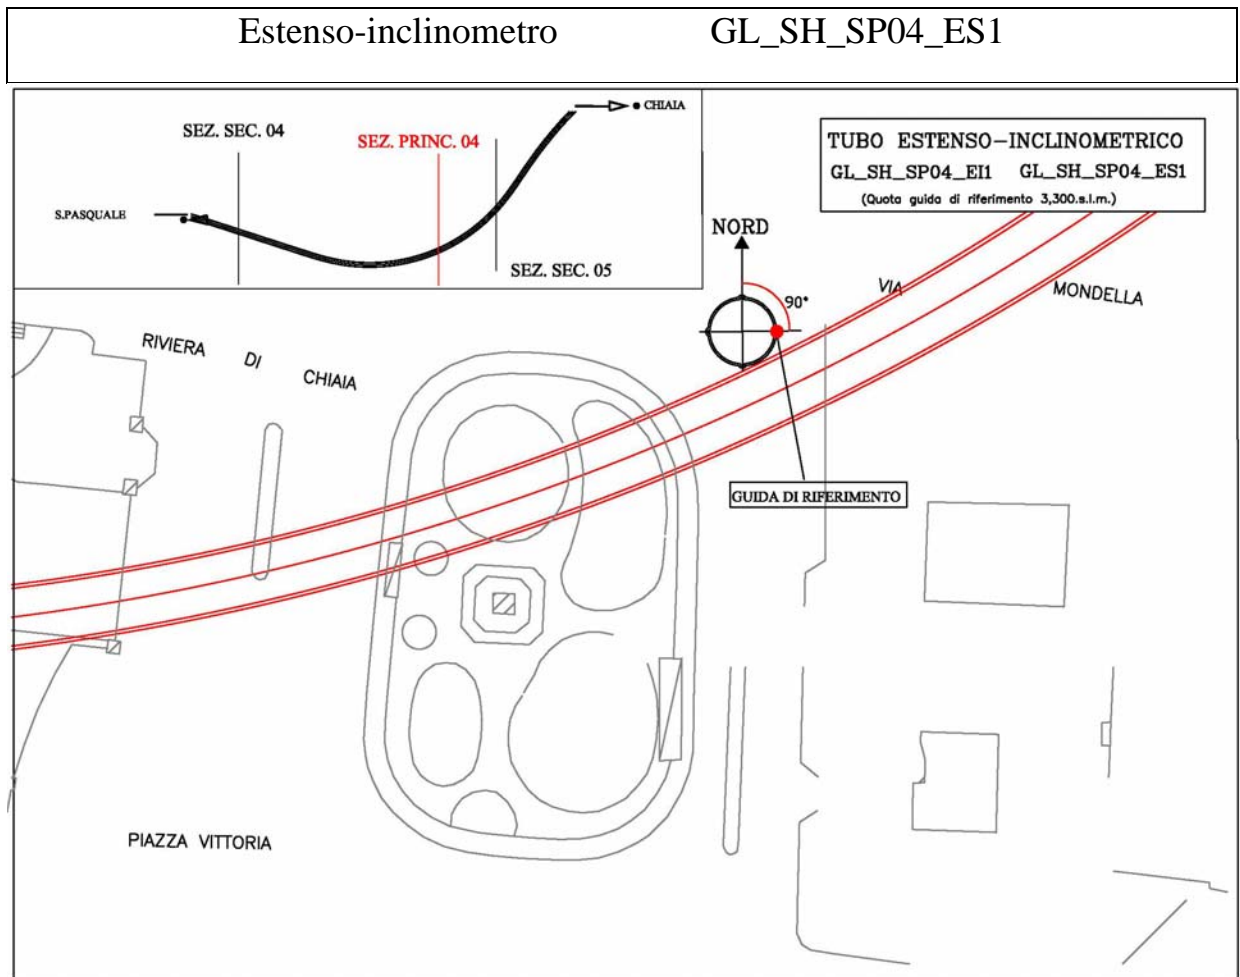 Estenso-inclinometro GL_SH_SP04_ES1
CHIAIA
SEZ. SEC. 04
SEZ. PRINC. 04
S.PASQUALE
SEZ. SEC. 05
TUBO ESTENSO-INCLINOMETRICO
GL_SH_SP04_EI1 GL_SH_SP04_ES1
(Quota guida di riferimento 3,300.s.l.m.)
NORD
90°
VIA MONDELLA
RIVIERA DI CHIAIA
GUIDA DI RIFERIMENTO
PIAZZA VITTORIA